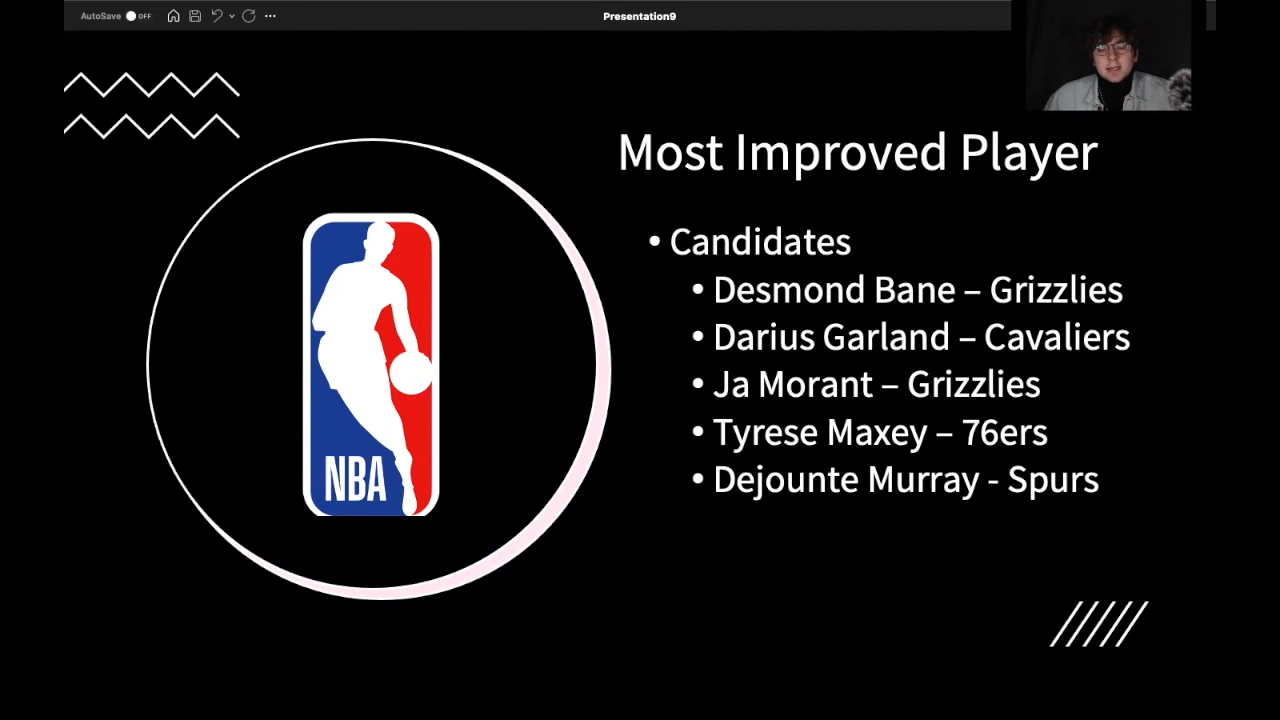 AutoSave OFF
Presentation9
Most Improved Player
• Candidates
• Desmond Bane – Grizzlies
• Darius Garland – Cavaliers
• Ja Morant – Grizzlies
• Tyrese Maxey – 76ers
• Dejounte Murray - Spurs
NBA